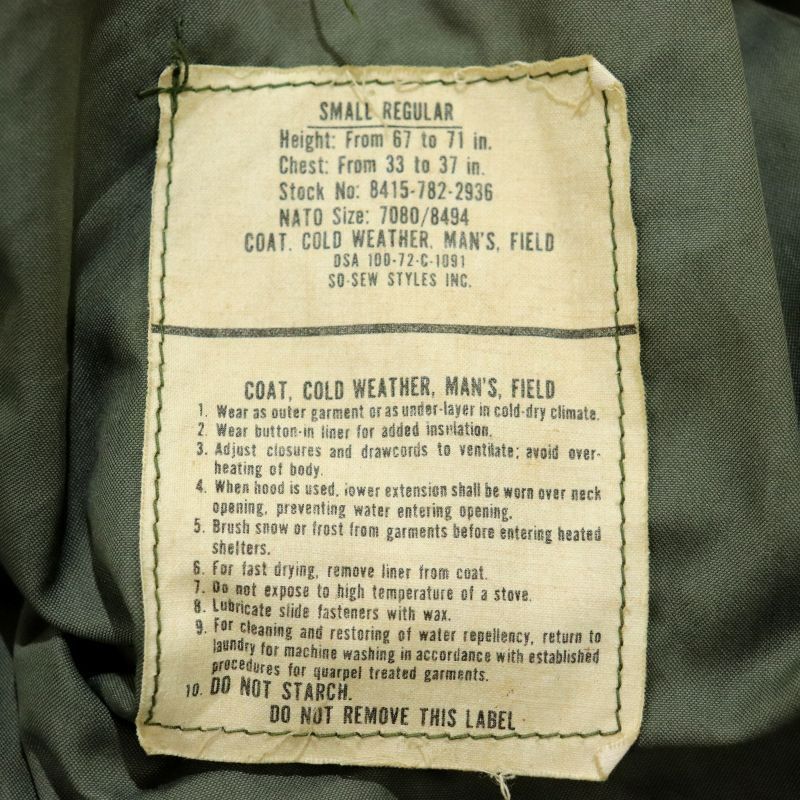 SMALL REGULAR
Height: From 67 to 71 in.
Chest: From 33 to 37 in.
Stock No: 8415-782-2936
NATO Size: 7080/8494
COAT, COLD WEATHER, MAN'S, FIELD
DSA 100-72-C-1091
SO-SEW STYLES INC.
COAT, COLD WEATHER, MAN'S, FIELD
1. Wear as outer garment or as under-layer in cold-dry climate.
2. Wear button-in liner for added insulation.
3. Adjust closures and drawcords to ventilate; avoid over-
heating of body.
4. When hood is used, lower extension shall be worn over neck
opening, preventing water entering opening.
5. Brush snow or frost from garments before entering heated
shelters.
6. For fast drying, remove liner from coat.
7. Do not expose to high temperature of a stove.
8. Lubricate slide fasteners with wax.
9. For cleaning and restoring of water repellency, return to
laundry for machine washing in accordance with established
procedures for quarpel treated garments.
10. DO NOT STARCH.
DO NOT REMOVE THIS LABEL